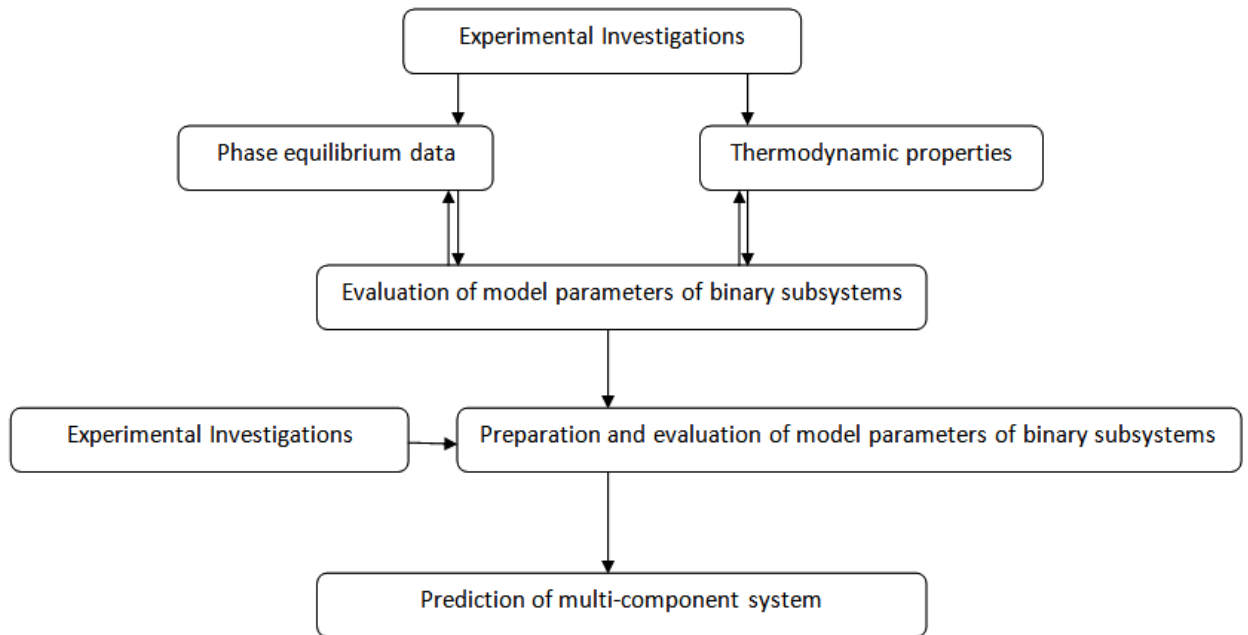 Experimental Investigations
Phase equilibrium data
Thermodynamic properties
Evaluation of model parameters of binary subsystems
Experimental Investigations
Preparation and evaluation of model parameters of binary subsystems
Prediction of multi-component system